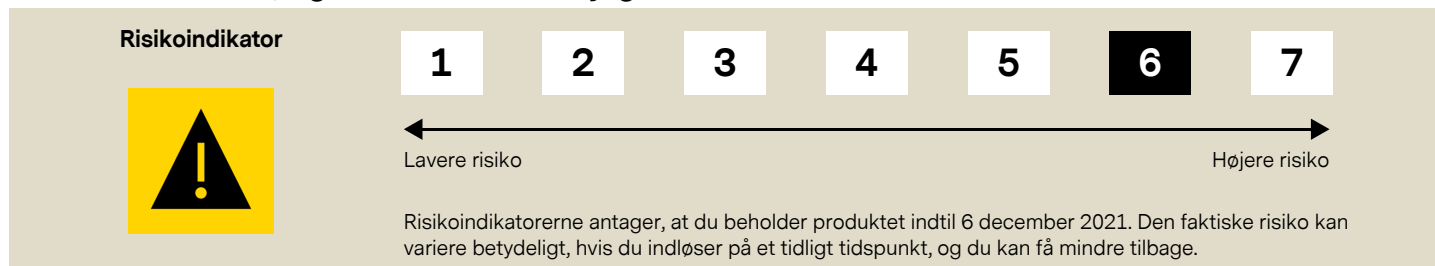 Risikoindikator
1 2 3 4 5 6 7
Lavere risiko Højere risiko
Risikoindikatorerne antager, at du beholder produktet indtil 6 december 2021. Den faktiske risiko kan
variere betydeligt, hvis du indløser på et tidligt tidspunkt, og du kan få mindre tilbage.